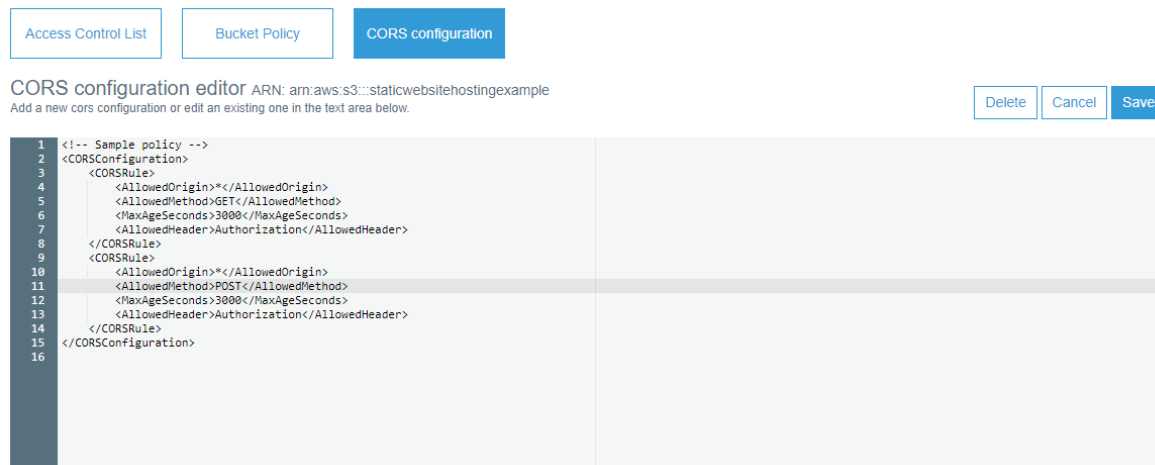 Access Control List Bucket Policy CORS configuration
CORS configuration editor ARN: arn:aws:s3:::staticwebsitehostingexample
Add a new cors configuration or edit an existing one in the text area below.
Delete Cancel Save
1 <!-- Sample policy -->
2 <CORSConfiguration>
3 <CORSRule>
4 <AllowedOrigin>*</AllowedOrigin>
5 <AllowedMethod>GET</AllowedMethod>
6 <MaxAgeSeconds>3000</MaxAgeSeconds>
7 <AllowedHeader>Authorization</AllowedHeader>
8 </CORSRule>
9 <CORSRule>
10 <AllowedOrigin>*</AllowedOrigin>
11 <AllowedMethod>POST</AllowedMethod>
12 <MaxAgeSeconds>3000</MaxAgeSeconds>
13 <AllowedHeader>Authorization</AllowedHeader>
14 </CORSRule>
15 </CORSConfiguration>
16